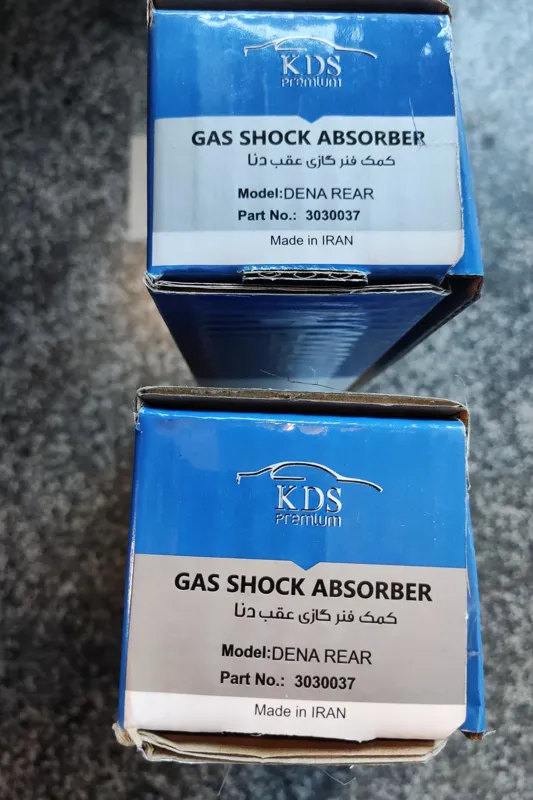 KDS
Premium
GAS SHOCK ABSORBER
کمک فنر گازی عقب دنا
Model:DENA REAR
Part No.: 3030037
Made in IRAN
KDS
Premium
GAS SHOCK ABSORBER
کمک فنر گازی عقب دنا
Model:DENA REAR
Part No.: 3030037
Made in IRAN